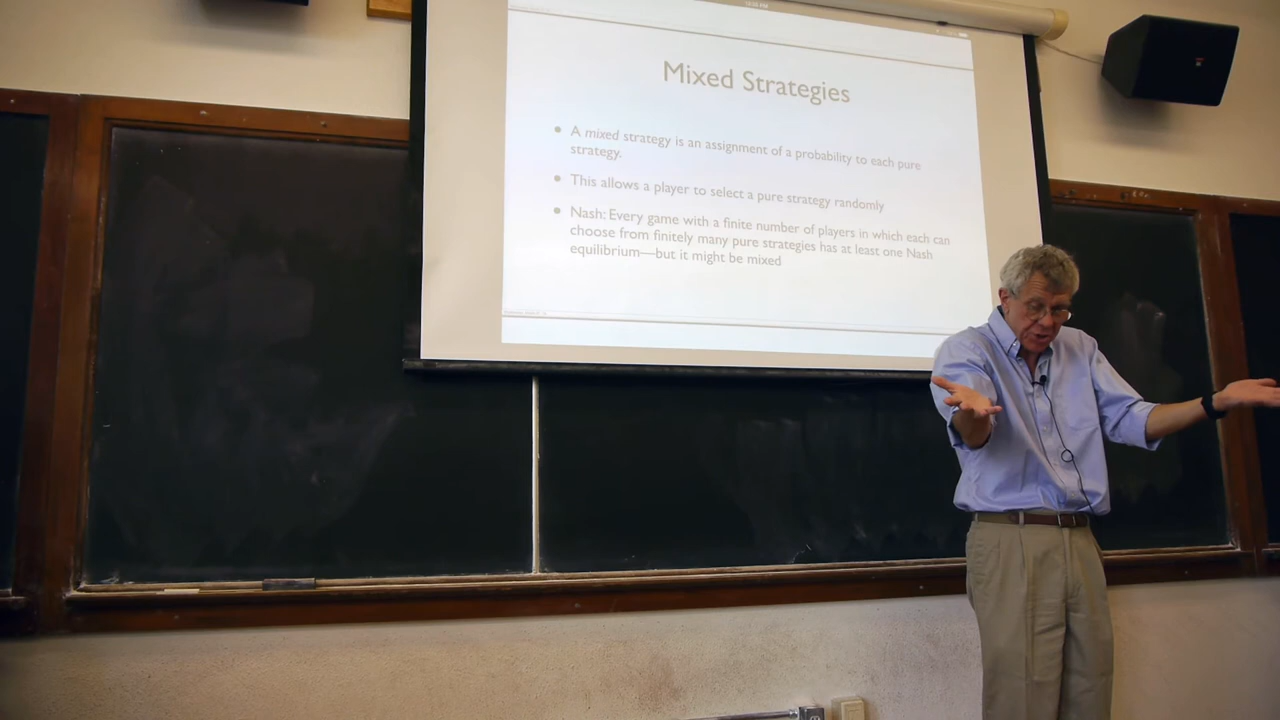 Mixed Strategies
A mixed strategy is an assignment of a probability to each pure
strategy.
This allows a player to select a pure strategy randomly
Nash: Every game with a finite number of players in which each can
choose from finitely many pure strategies has at least one Nash
equilibrium—but it might be mixed